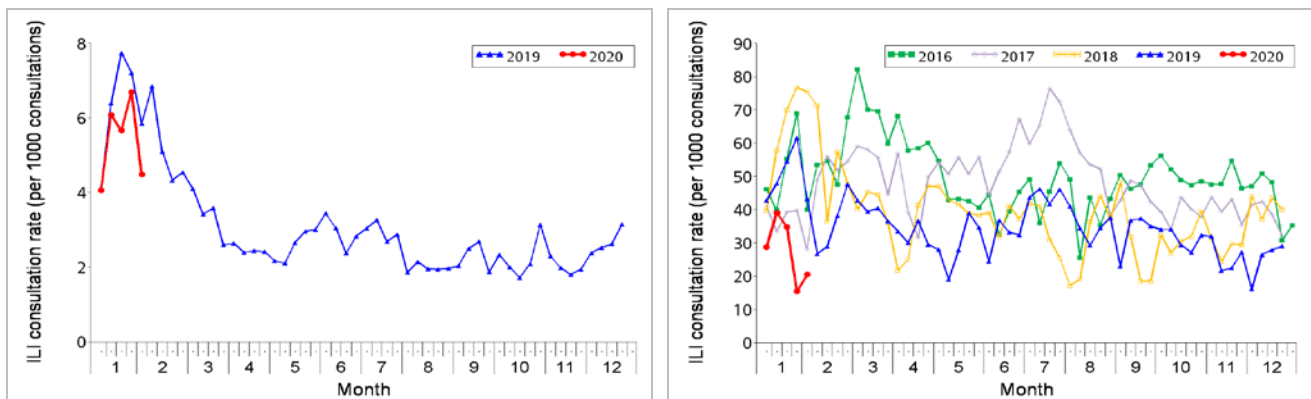 ILI consultation rate (per 1000 consultations)
8
6
4
2
0
2019 2020
1 2 3 4 5 6 7 8 9 10 11 12
Month
ILI consultation rate (per 1000 consultations)
90
80
70
60
50
40
30
20
10
0
2016 2017 2018 2019 2020
1 2 3 4 5 6 7 8 9 10 11 12
Month